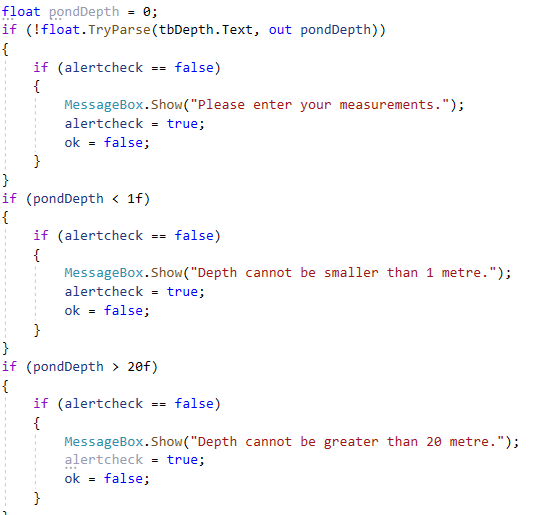 float pondDepth = 0;
if (!float.TryParse(tbDepth.Text, out pondDepth))
{
    if (alertcheck == false)
    {
        MessageBox.Show("Please enter your measurements.");
        alertcheck = true;
        ok = false;
    }
}
if (pondDepth < 1f)
{
    if (alertcheck == false)
    {
        MessageBox.Show("Depth cannot be smaller than 1 metre.");
        alertcheck = true;
        ok = false;
    }
}
if (pondDepth > 20f)
{
    if (alertcheck == false)
    {
        MessageBox.Show("Depth cannot be greater than 20 metre.");
        alertcheck = true;
        ok = false;
    }
}